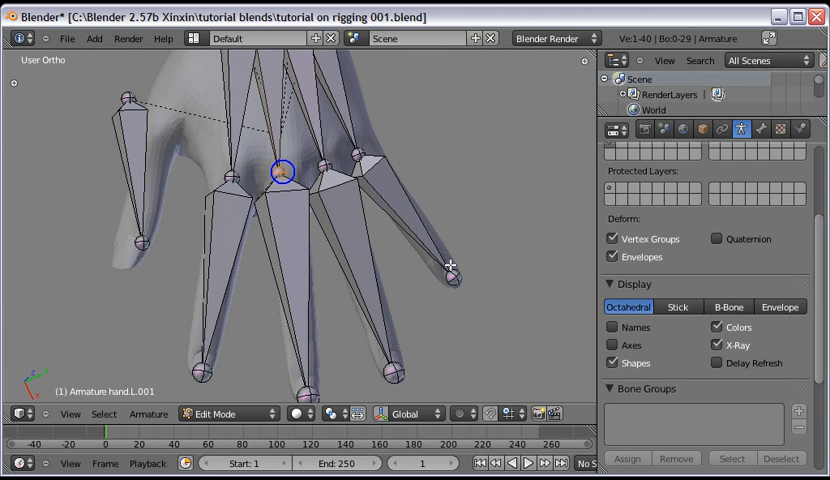 Blender* [C:\Blender 2.57b Xinxin\tutorial blends\tutorial on rigging 001.blend]
File Add Render Help Default Scene Blender Render Ve:1-40 | Bo:0-29 | Armature
User Ortho
View Search All Scenes
Scene
RenderLayers
World
Protected Layers:
Deform:
Vertex Groups Quaternion
Envelopes
Display
Octahedral Stick B-Bone Envelope
Names Colors
Axes X-Ray
Shapes Delay Refresh
Bone Groups
Assign Remove Select Deselect
z y x
(1) Armature hand.L.001
View Select Armature Edit Mode Global
-40 -20 0 20 40 60 80 100 120 140 160 180 200 220 240 260
View Frame Playback Start: 1 End: 250 1 No S